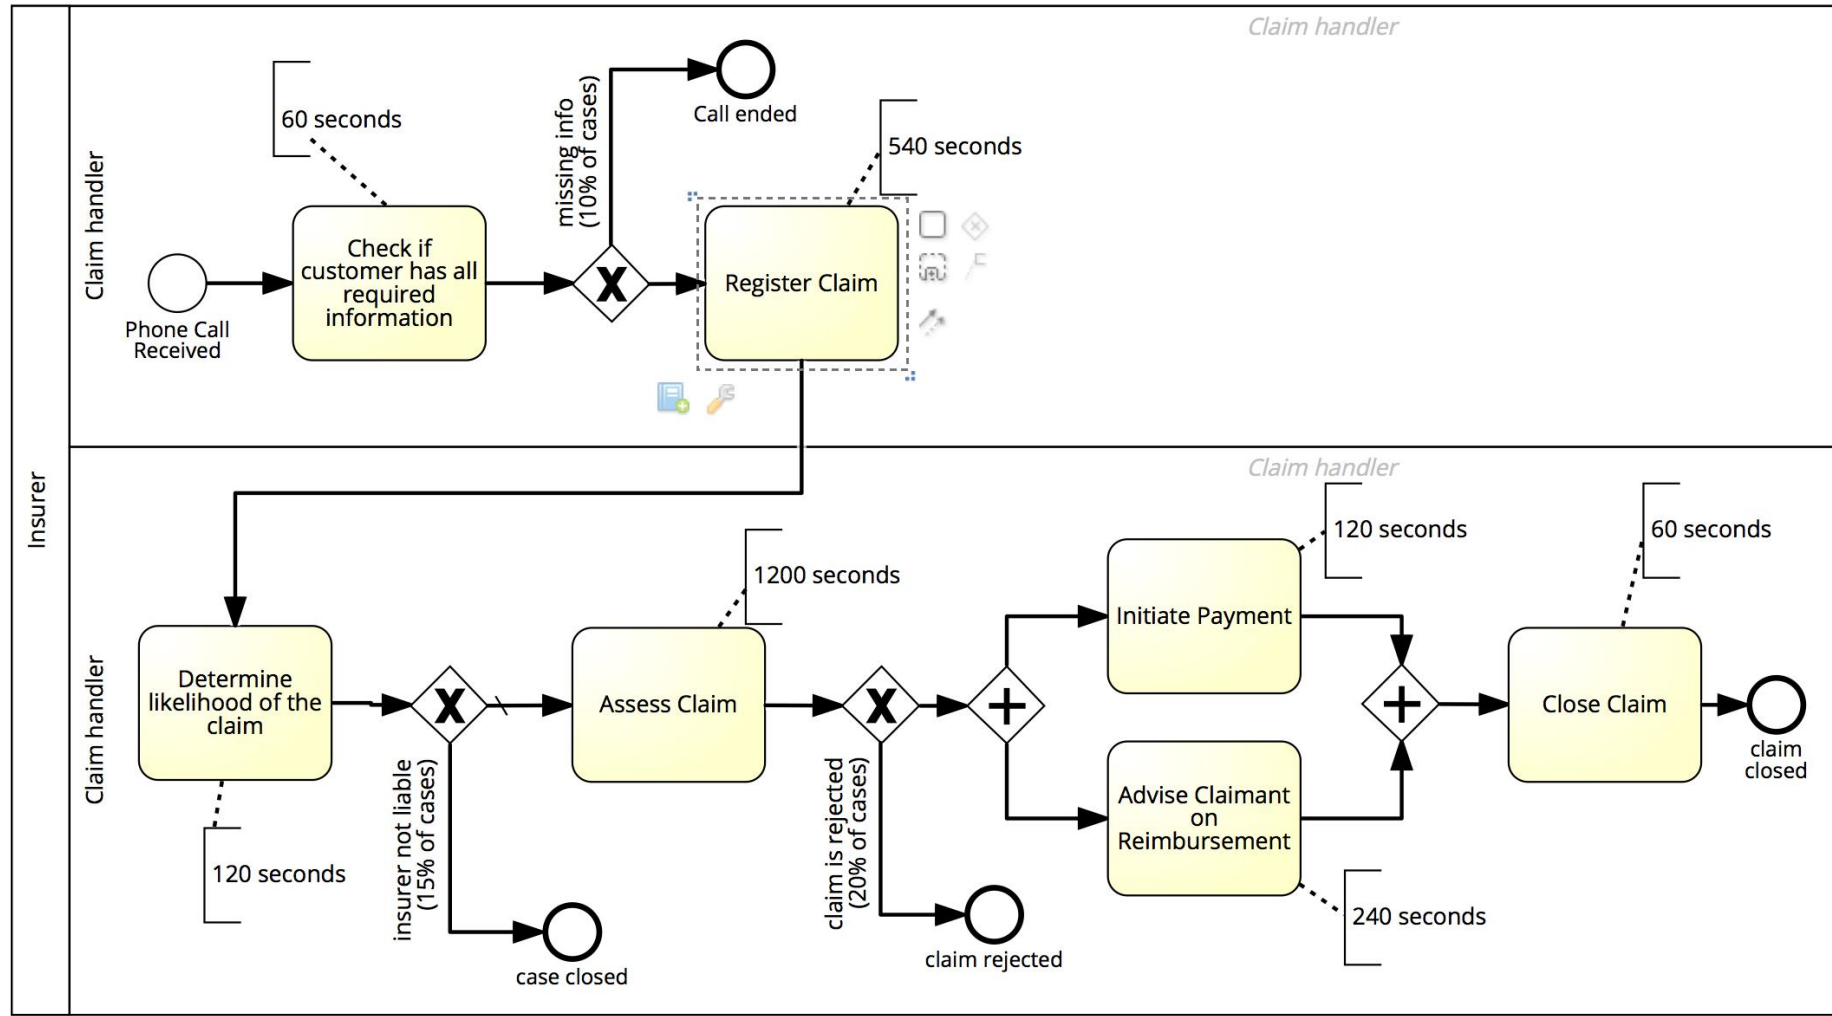 Claim handler
Insurer
Claim handler
60 seconds
Phone Call
Received
Check if
customer has all
required
information
missing info
(10% of cases)
X
Call ended
540 seconds
Register Claim
Claim handler
Claim handler
Determine
likelihood of the
claim
120 seconds
X
insurer not liable
(15% of cases)
case closed
1200 seconds
Assess Claim
X
claim is rejected
(20% of cases)
claim rejected
120 seconds
Initiate Payment
Advise Claimant
on
Reimbursement
240 seconds
60 seconds
Close Claim
claim
closed